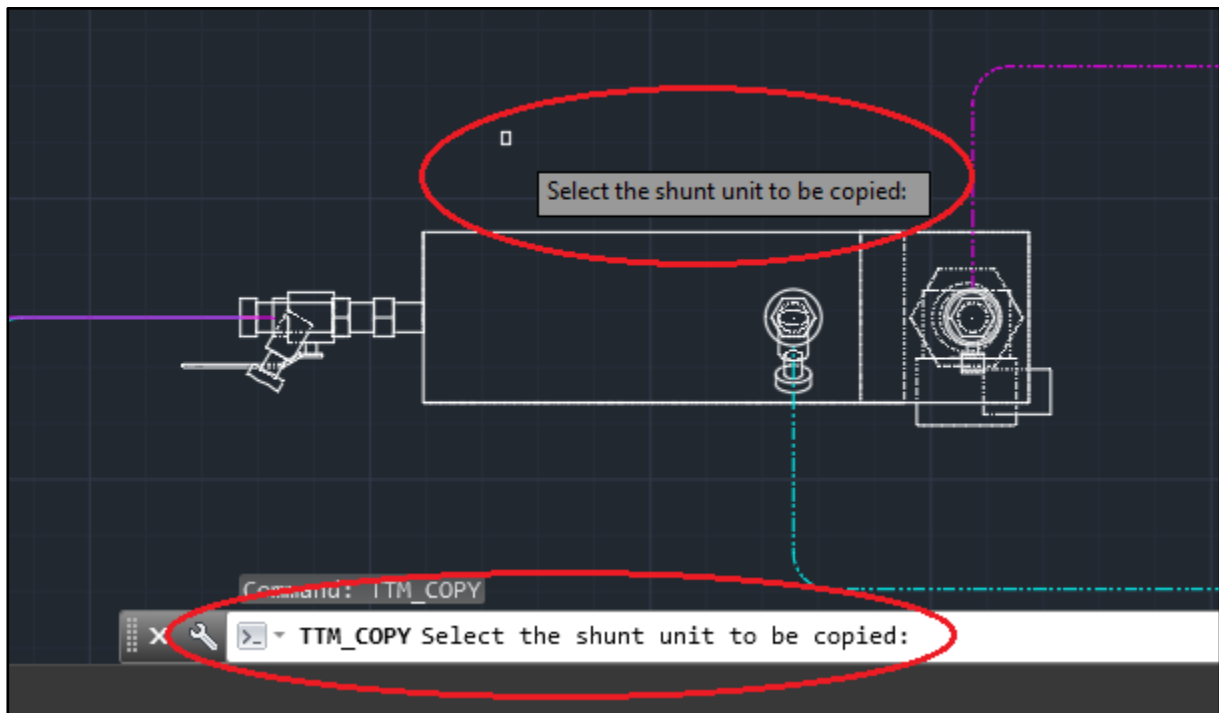 Select the shunt unit to be copied:
Command: TTM_COPY
TTM_COPY Select the shunt unit to be copied: